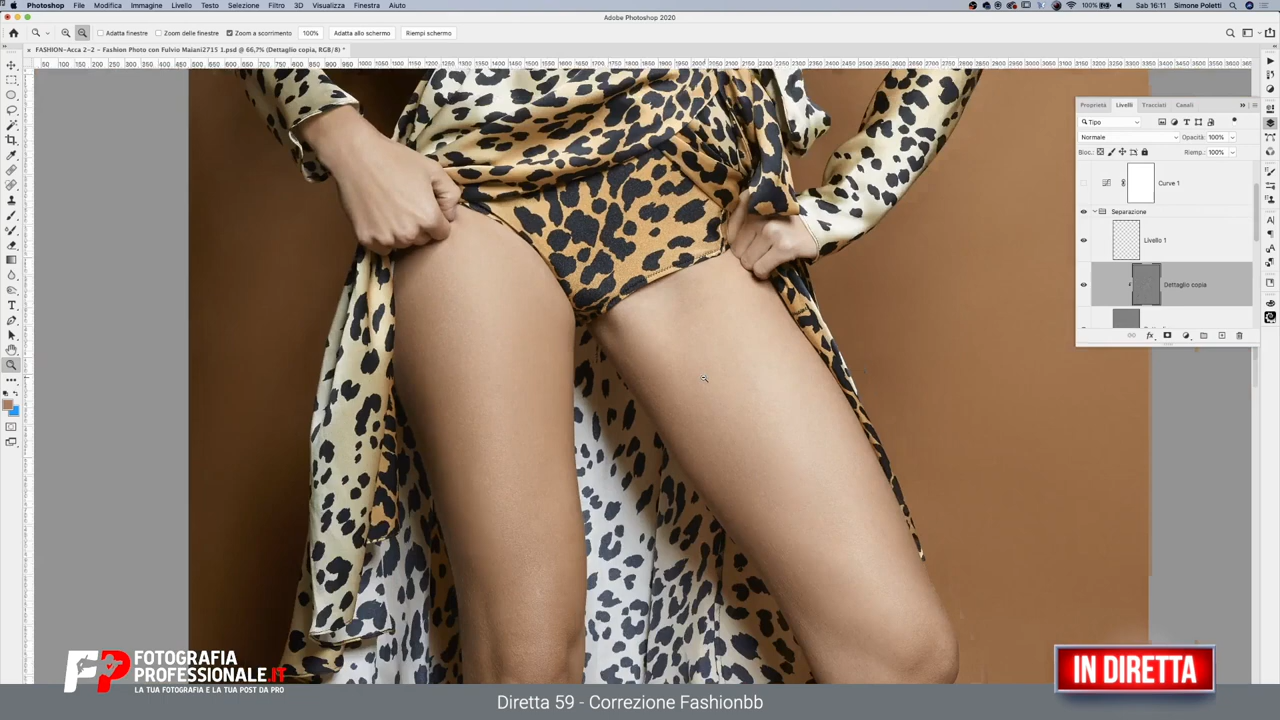 Photoshop File Modifica Immagine Livello Testo Selezione Filtro 3D Visualizza Finestra Aiuto 100% Sab 16:11 Simone Poletti
Adobe Photoshop 2020
Adatta finestre Zoom delle finestre Zoom a scorrimento 100% Adatta allo schermo Riempi schermo
FASHION-Acca 2-2 - Fashion Photo con Fulvio Maiani2715 1.psd @ 66,7% (Dettaglio copia, RGB/8) *
Proprietà Livelli Tracciati Canali
Tipo
Normale Opacità: 100%
Bloc.: Riemp.: 100%
Curve 1
Separazione
Livello 1
Dettaglio copia
FP FOTOGRAFIA
PROFESSIONALE.IT
LA TUA FOTOGRAFIA E LA TUA POST DA PRO
IN DIRETTA
Diretta 59 - Correzione Fashionbb